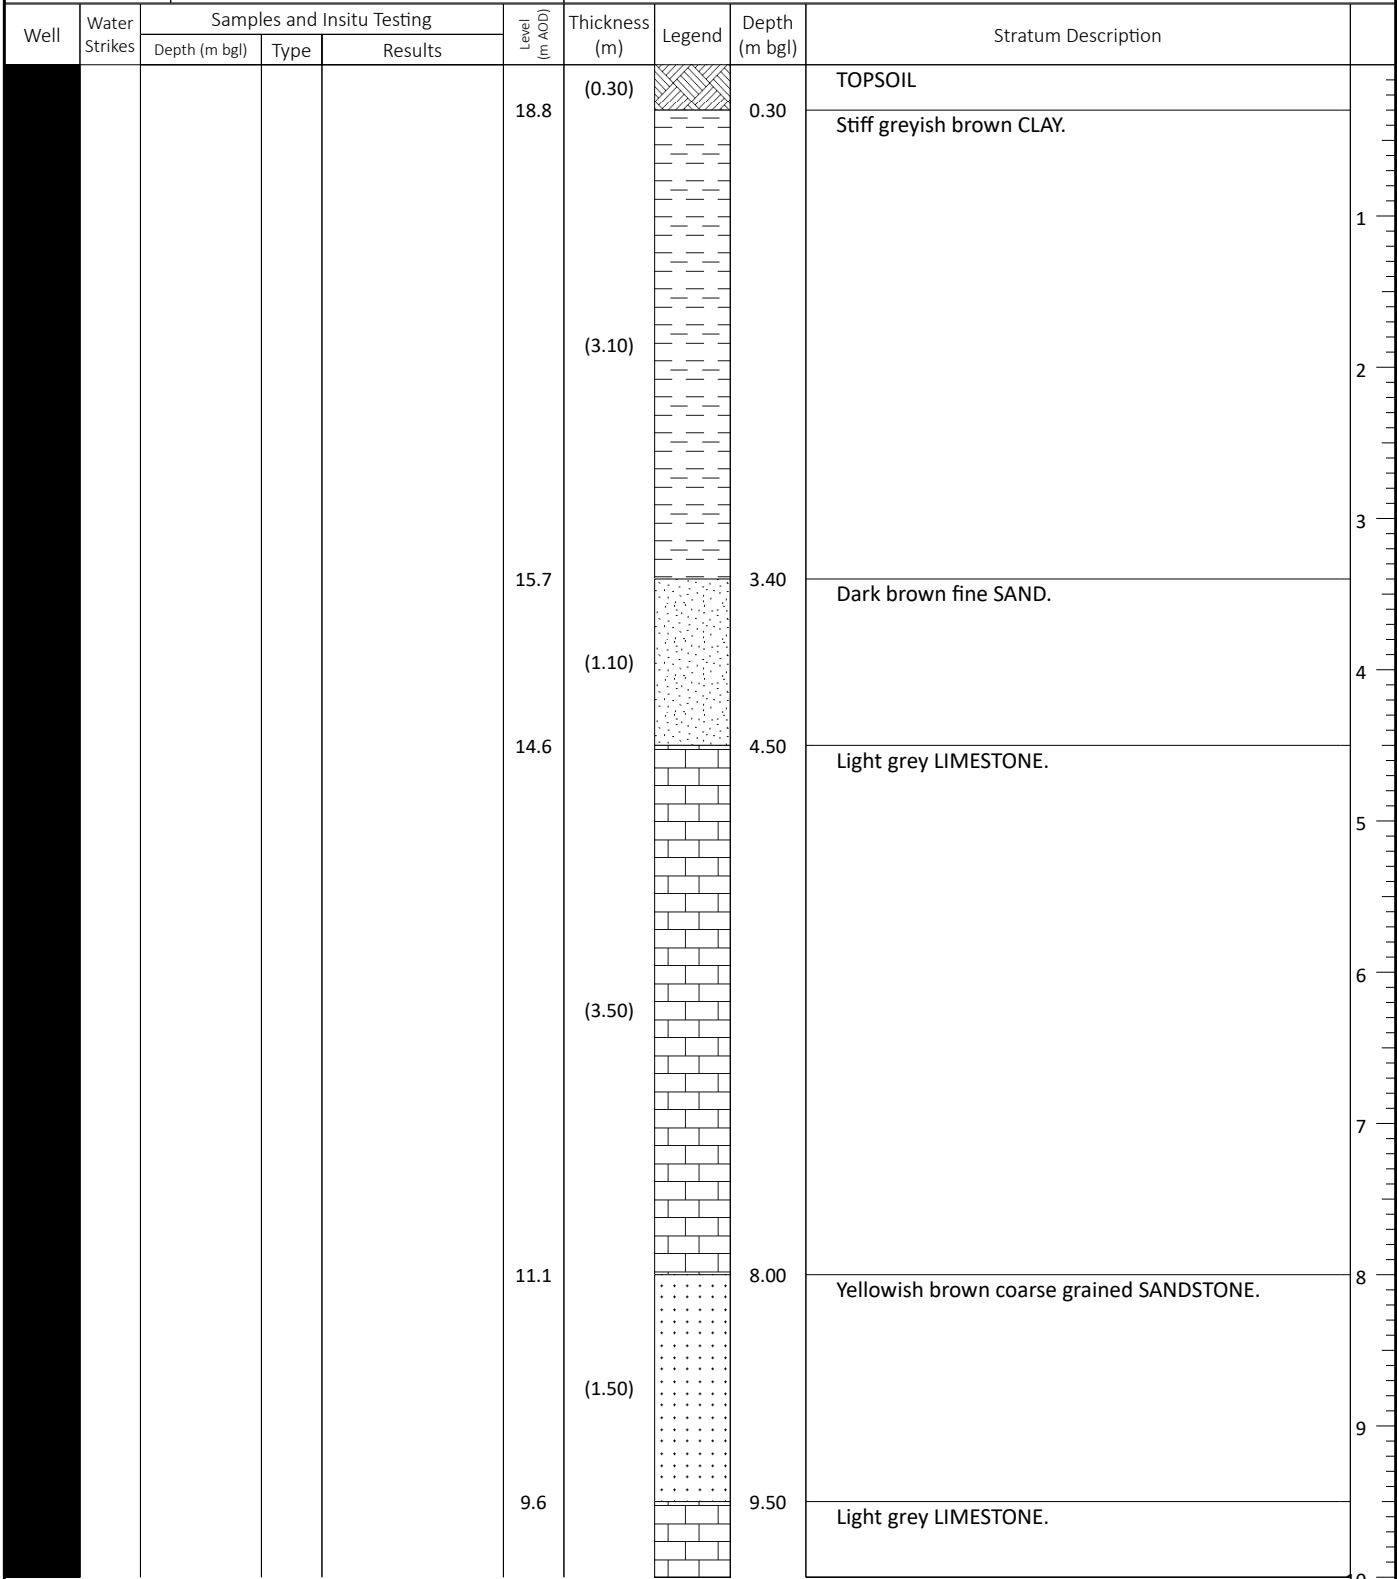 Well
Water
Strikes
Samples and Insitu Testing
Depth (m bgl)
Type
Results
Level
(m AOD)
Thickness
(m)
Legend
Depth
(m bgl)
Stratum Description
(0.30)
TOPSOIL
18.8
0.30
Stiff greyish brown CLAY.
1
(3.10)
2
3
15.7
3.40
Dark brown fine SAND.
(1.10)
4
14.6
4.50
Light grey LIMESTONE.
5
6
(3.50)
7
11.1
8.00
8
Yellowish brown coarse grained SANDSTONE.
(1.50)
9
9.6
9.50
Light grey LIMESTONE.
10